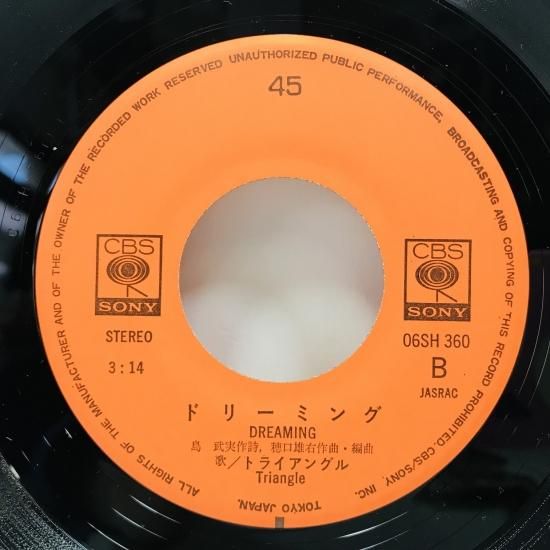 ALL RIGHTS OF THE MANUFACTURER AND OF THE OWNER OF THE RECORDED WORK RESERVED UNAUTHORIZED PUBLIC PERFORMANCE, BROADCASTING AND COPYING OF THIS RECORD PROHIBITED-CBS/SONY, INC. TOKYO JAPAN.
45
CBS
SONY
STEREO
3:14
CBS
SONY
06SH 360
B
JASRAC
ドリーミング
DREAMING
島 武実作詩, 穂口雄右作曲・編曲
歌/トライアングル
Triangle